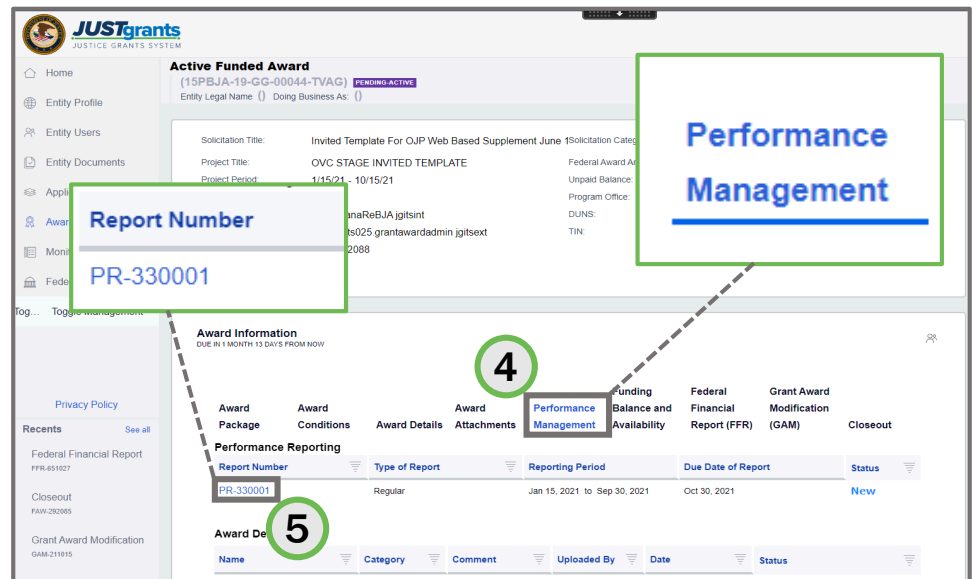 JUSTgrants
JUSTICE GRANTS SYSTEM
Home
Entity Profile
Entity Users
Entity Documents
Federal Financial Report
FFR-651027
Active Funded Award
(15PBJA-19-GG-00044-TVAG) PENDING-ACTIVE
Entity Legal Name () Doing Business As: ()
Solicitation Title: Invited Template For OJP Web Based Supplement June 1
Project Title: OVC STAGE INVITED TEMPLATE
Project Period: 1/15/21 - 10/15/21
Unpaid Balance:
Program Office:
DUNS:
TIN:
jgitsint
grantawardadmin jgitsext
Report Number
PR-330001
Performance
Management
Award Information
DUE IN 1 MONTH 13 DAYS FROM NOW
4
Award Package
Award Conditions
Award Details
Award Attachments
Performance Management
Funding Balance and Availability
Federal Financial Report (FFR)
Grant Award Modification (GAM)
Closeout
Performance Reporting
Report Number Type of Report Reporting Period Due Date of Report Status
PR-330001 Regular Jan 15, 2021 to Sep 30, 2021 Oct 30, 2021 New
5
Name Category Comment Uploaded By Date Status
Privacy Policy
Recents See all
Closeout
FAW-292085
Grant Award Modification
GAM-211015